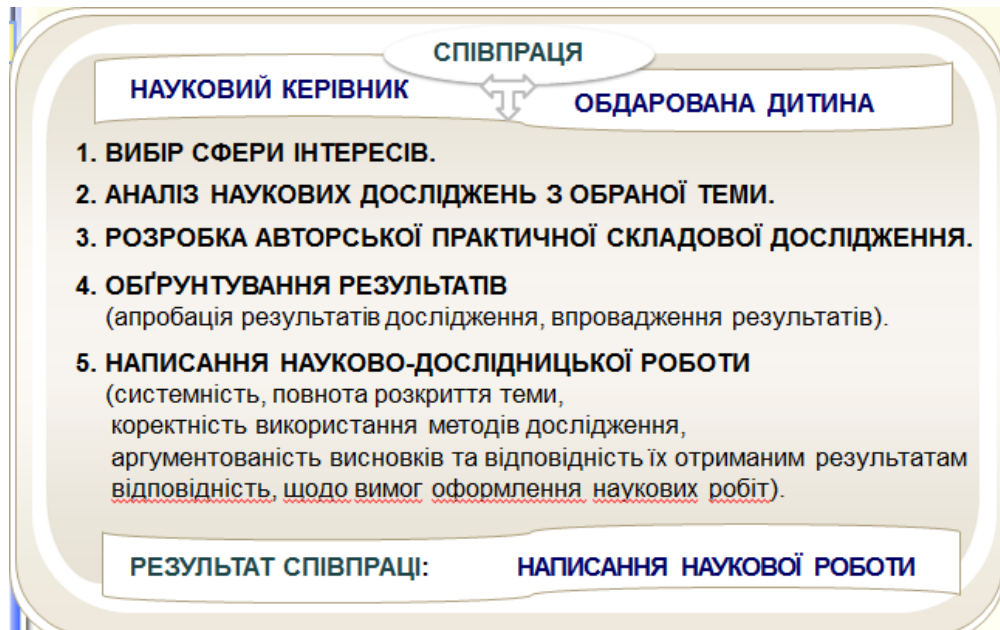 СПІВПРАЦЯ
НАУКОВИЙ КЕРІВНИК
ОБДАРОВАНА ДИТИНА
1. ВИБІР СФЕРИ ІНТЕРЕСІВ.
2. АНАЛІЗ НАУКОВИХ ДОСЛІДЖЕНЬ З ОБРАНОЇ ТЕМИ.
3. РОЗРОБКА АВТОРСЬКОЇ ПРАКТИЧНОЇ СКЛАДОВОЇ ДОСЛІДЖЕННЯ.
4. ОБҐРУНТУВАННЯ РЕЗУЛЬТАТІВ
(апробація результатів дослідження, впровадження результатів).
5. НАПИСАННЯ НАУКОВО-ДОСЛІДНИЦЬКОЇ РОБОТИ
(системність, повнота розкриття теми,
коректність використання методів дослідження,
аргументованість висновків та відповідність їх отриманим результатам
відповідність, щодо вимог оформлення наукових робіт).
РЕЗУЛЬТАТ СПІВПРАЦІ: НАПИСАННЯ НАУКОВОЇ РОБОТИ